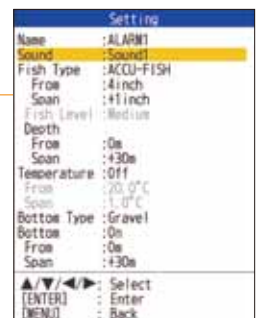 Setting
Name :ALARM1
Sound :Sound1
Fish Type :ACCU-FISH
From :4inch
Span :+1inch
Fish Level :Medium
Depth
From :0m
Span :+30m
Temperature :Off
From :20.0°C
Span :1.0°C
Bottom Type :Gravel
Bottom :On
From :0m
Span :+30m
▲/▼/◄/►: Select
[ENTER] : Enter
[MENU] : Back